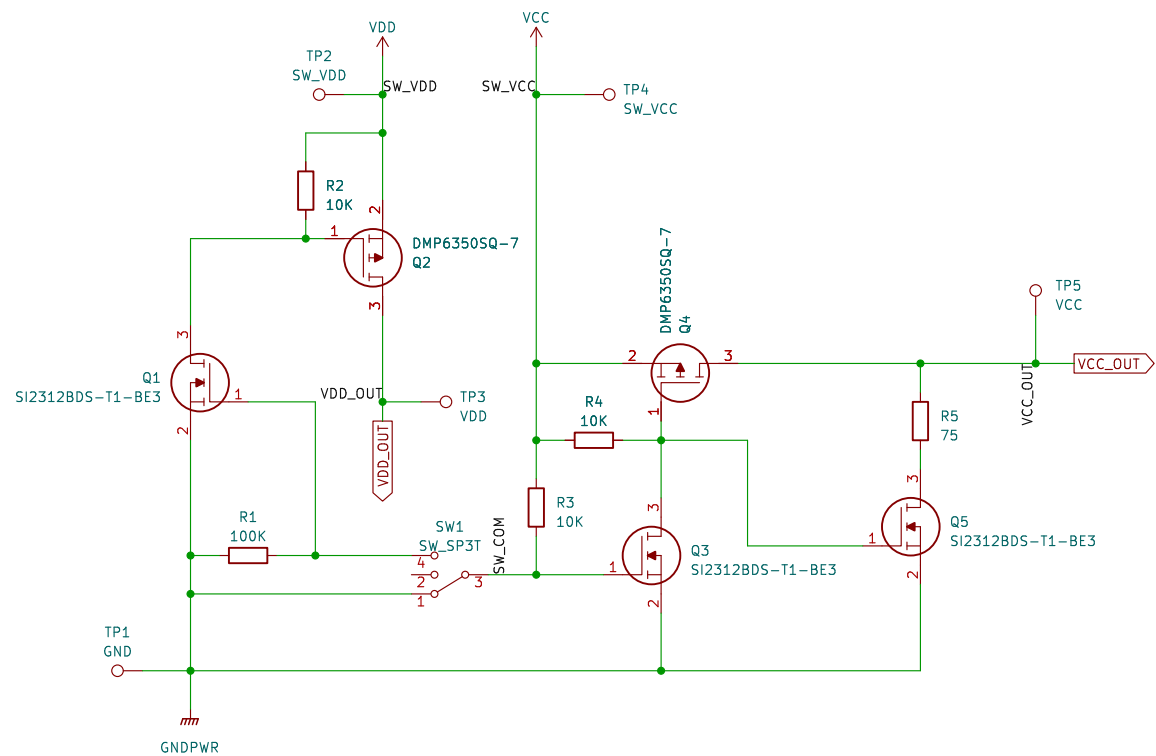 VCC
VDD
TP2
SW_VDD
SW_VDD
SW_VCC
TP4
SW_VCC
R2
10K
2
1
DMP6350SQ-7
Q2
3
DMP6350SQ-7
Q4
TP5
VCC
3
Q1
SI2312BDS-T1-BE3
1
2
VDD_OUT
TP3
VDD
VDD_OUT
2
3
1
VCC_OUT
VCC_OUT
R4
10K
R5
75
R3
10K
3
Q5
SI2312BDS-T1-BE3
1
2
R1
100K
SW1
SW_SP3T
4
2
1
3
SW_COM
3
Q3
SI2312BDS-T1-BE3
1
2
TP1
GND
GNDPWR